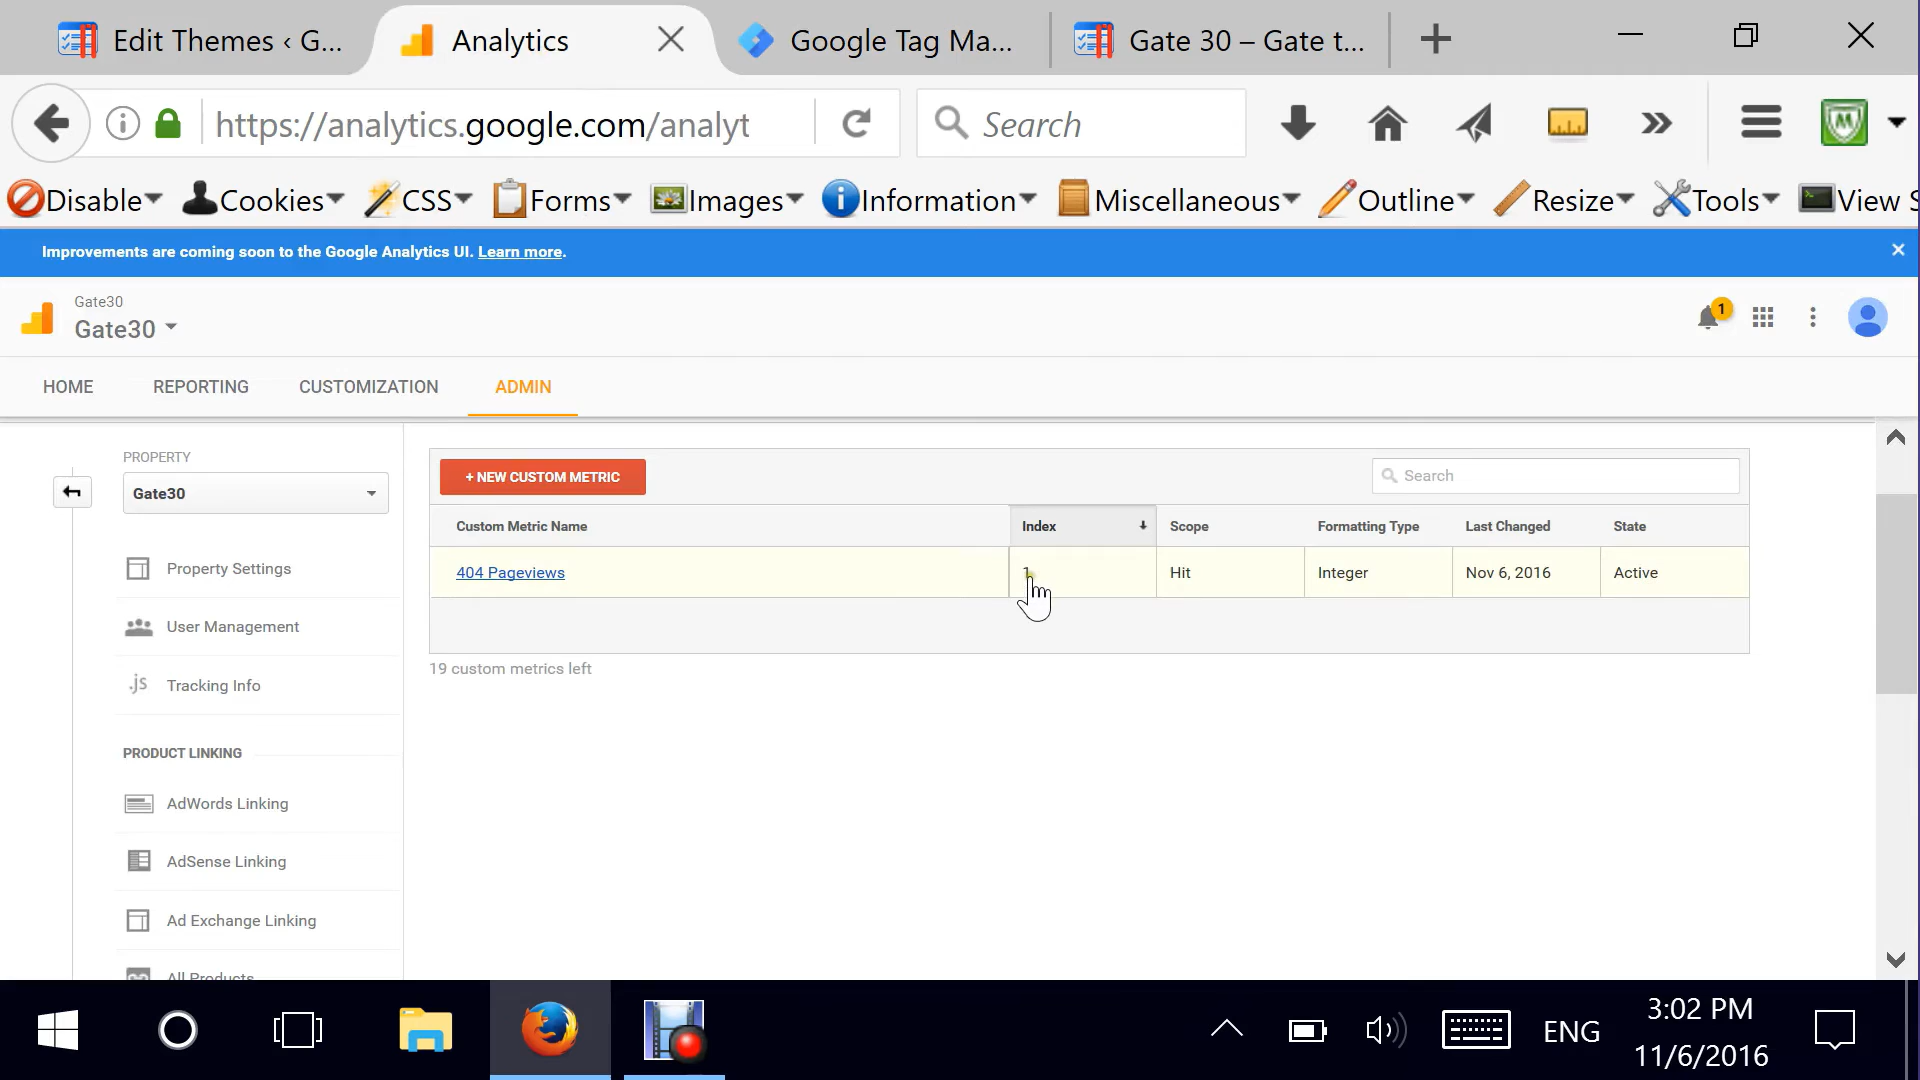 Edit Themes ‹ G...
Analytics
Google Tag Ma...
Gate 30 – Gate t...
https://analytics.google.com/analyt
Search
Disable
Cookies
CSS
Forms
Images
Information
Miscellaneous
Outline
Resize
Tools
View S
Improvements are coming soon to the Google Analytics UI. Learn more.
Gate30
Gate30
1
HOME
REPORTING
CUSTOMIZATION
ADMIN
PROPERTY
Gate30
Property Settings
User Management
.js Tracking Info
PRODUCT LINKING
AdWords Linking
AdSense Linking
Ad Exchange Linking
All Products
+ NEW CUSTOM METRIC
Search
Custom Metric Name Index Scope Formatting Type Last Changed State
404 Pageviews 1 Hit Integer Nov 6, 2016 Active
19 custom metrics left
ENG
3:02 PM
11/6/2016